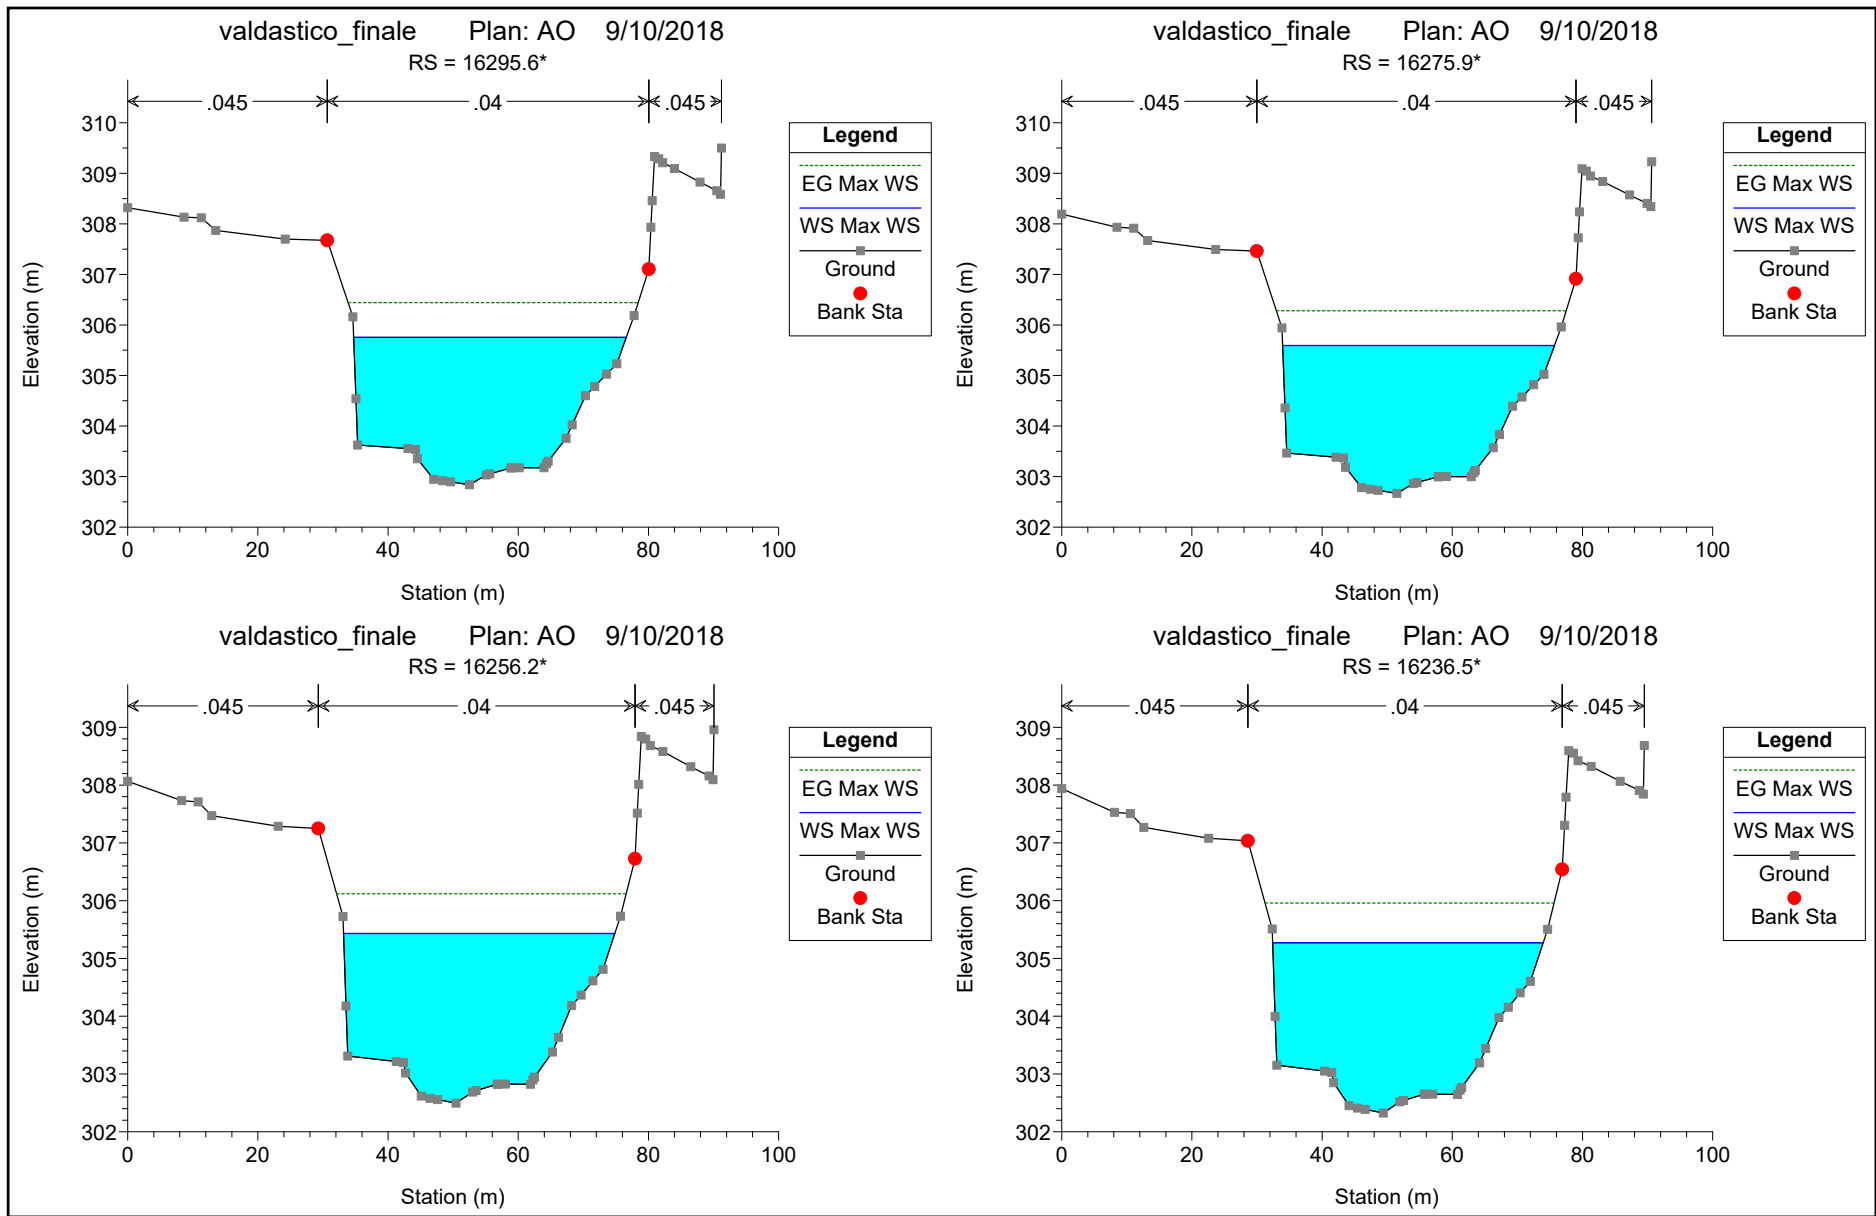 valdastico_finale Plan: AO 9/10/2018
RS = 16295.6*
.045 .04 .045
310
309
308
307
306
305
304
303
302
0 20 40 60 80 100
Elevation (m)
Station (m)
Legend
EG Max WS
WS Max WS
Ground
Bank Sta
valdastico_finale Plan: AO 9/10/2018
RS = 16275.9*
.045 .04 .045
310
309
308
307
306
305
304
303
302
0 20 40 60 80 100
Elevation (m)
Station (m)
Legend
EG Max WS
WS Max WS
Ground
Bank Sta
valdastico_finale Plan: AO 9/10/2018
RS = 16256.2*
.045 .04 .045
309
308
307
306
305
304
303
302
0 20 40 60 80 100
Elevation (m)
Station (m)
Legend
EG Max WS
WS Max WS
Ground
Bank Sta
valdastico_finale Plan: AO 9/10/2018
RS = 16236.5*
.045 .04 .045
309
308
307
306
305
304
303
302
0 20 40 60 80 100
Elevation (m)
Station (m)
Legend
EG Max WS
WS Max WS
Ground
Bank Sta